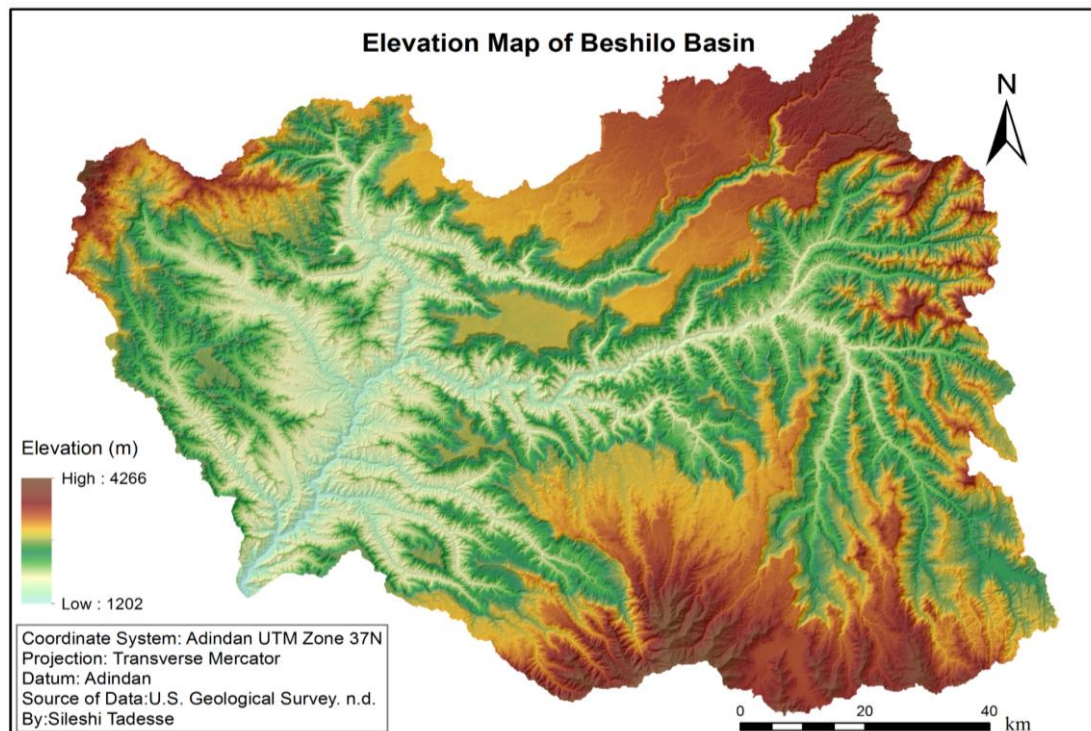 Elevation Map of Beshilo Basin
N
Elevation (m)
High : 4266
Low : 1202
Coordinate System: Adindan UTM Zone 37N
Projection: Transverse Mercator
Datum: Adindan
Source of Data:U.S. Geological Survey. n.d.
By:Sileshi Tadesse
0 10 20 40
km